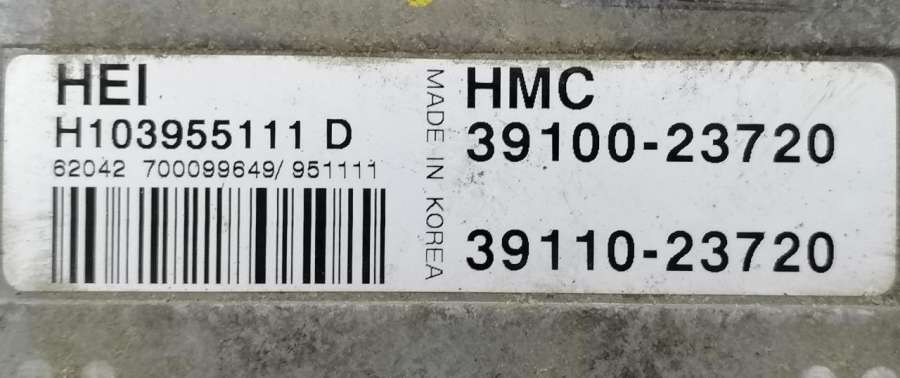 HEI
H103955111 D
62042 700099649/951111
MADE IN KOREA
HMC
39100-23720
39110-23720